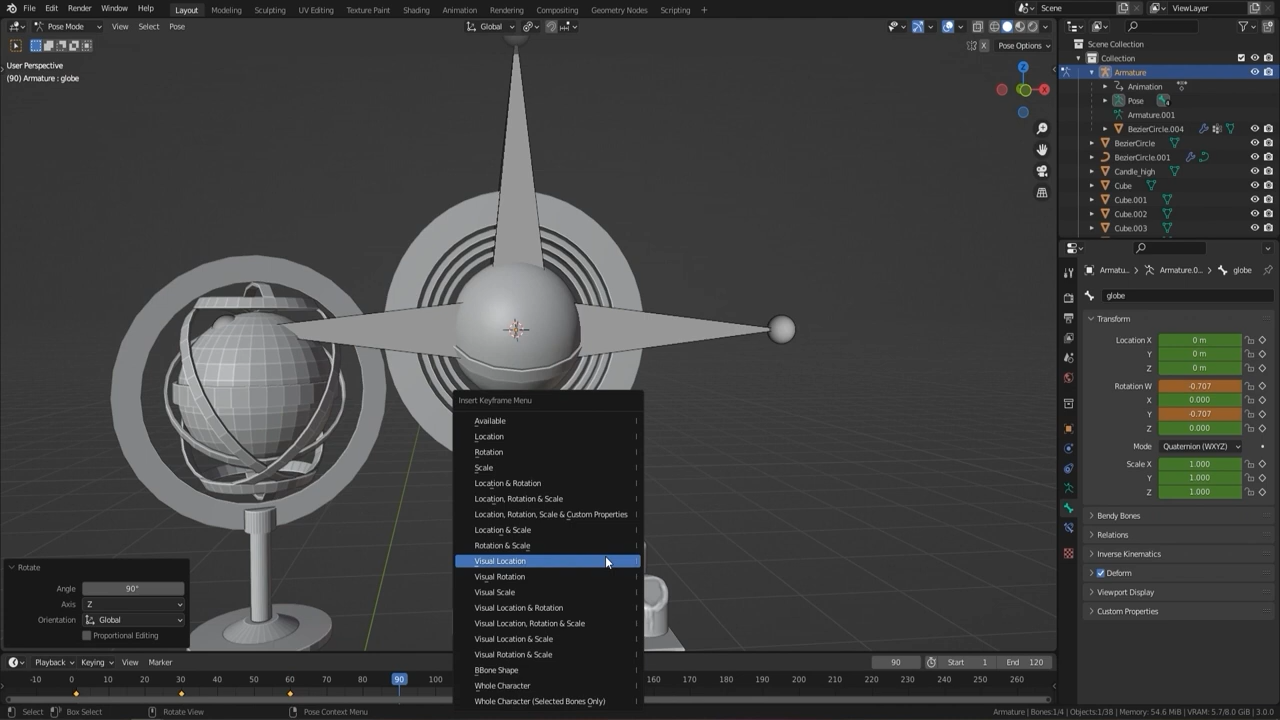 File Edit Render Window Help Layout Modeling Sculpting UV Editing Texture Paint Shading Animation Rendering Compositing Geometry Nodes Scripting + Scene ViewLayer
Pose Mode View Select Pose Global
X Pose Options
User Perspective
(90) Armature : globe
Z
X
Scene Collection
Collection
Armature
Animation
Pose
Armature.001
BezierCircle.004
BezierCircle
BezierCircle.001
Candle_high
Cube
Cube.001
Cube.002
Cube.003
Armatu... Armature.0... globe
globe
Transform
Location X 0 m
Y 0 m
Z 0 m
Rotation W -0.707
X 0.000
Y -0.707
Z 0.000
Mode Quaternion (WXYZ)
Scale X 1.000
Y 1.000
Z 1.000
Bendy Bones
Relations
Inverse Kinematics
Deform
Viewport Display
Custom Properties
Insert Keyframe Menu
Available
Location
Rotation
Scale
Location & Rotation
Location, Rotation & Scale
Location, Rotation, Scale & Custom Properties
Location & Scale
Rotation & Scale
Visual Location
Visual Rotation
Visual Scale
Visual Location & Rotation
Visual Location, Rotation & Scale
Visual Location & Scale
Visual Rotation & Scale
BBone Shape
Whole Character
Whole Character (Selected Bones Only)
Rotate
Angle 90°
Axis Z
Orientation Global
Proportional Editing
Playback Keying View Marker 90 Start 1 End 120
-10 0 10 20 30 40 50 60 70 80 90 100 160 170 180 190 200 210 220 230 240 250 260
Select Box Select Rotate View Pose Context Menu Armature | Bones:1/4 | Objects:1/38 | Memory: 54.6 MiB | VRAM: 5.7/8.0 GiB | 3.0.0